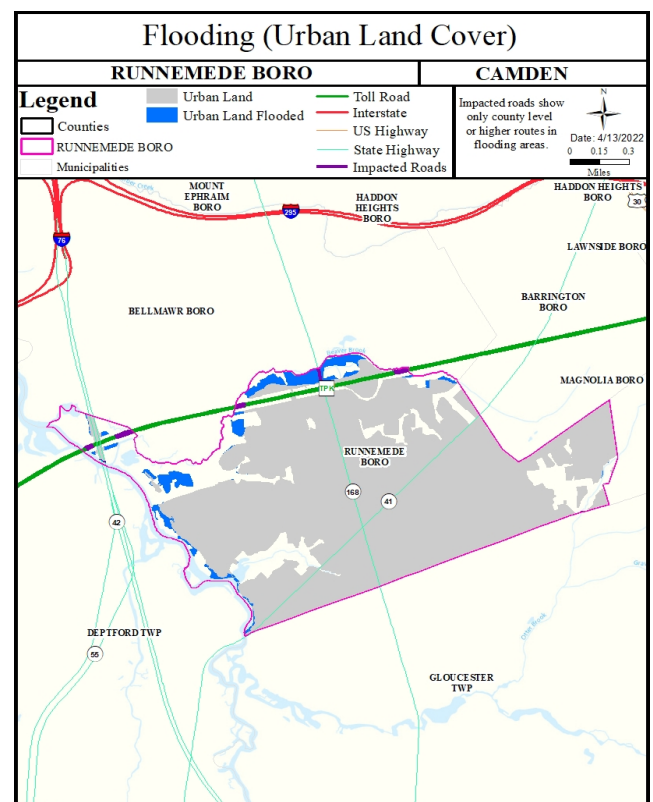 Flooding (Urban Land Cover)
RUNNEMEDE BORO
CAMDEN
Legend
Counties
RUNNEMEDE BORO
Municipalities
Urban Land
Urban Land Flooded
Toll Road
Interstate
US Highway
State Highway
Impacted Roads
Impacted roads show
only county level
or higher routes in
flooding areas.
N
Date: 4/13/2022
0 0.15 0.3
Miles
MOUNT
EPHRAIM
BORO
HADDON
HEIGHTS
BORO
HADDON HEIGHTS
BORO
30
295
76
LAWNSIDE BORO
BELLMAWR BORO
BARRINGTON
BORO
MAGNOLIA BORO
TPK
RUNNEMEDE
BORO
168
41
42
DEPTFORD TWP
55
GLOUCESTER
TWP